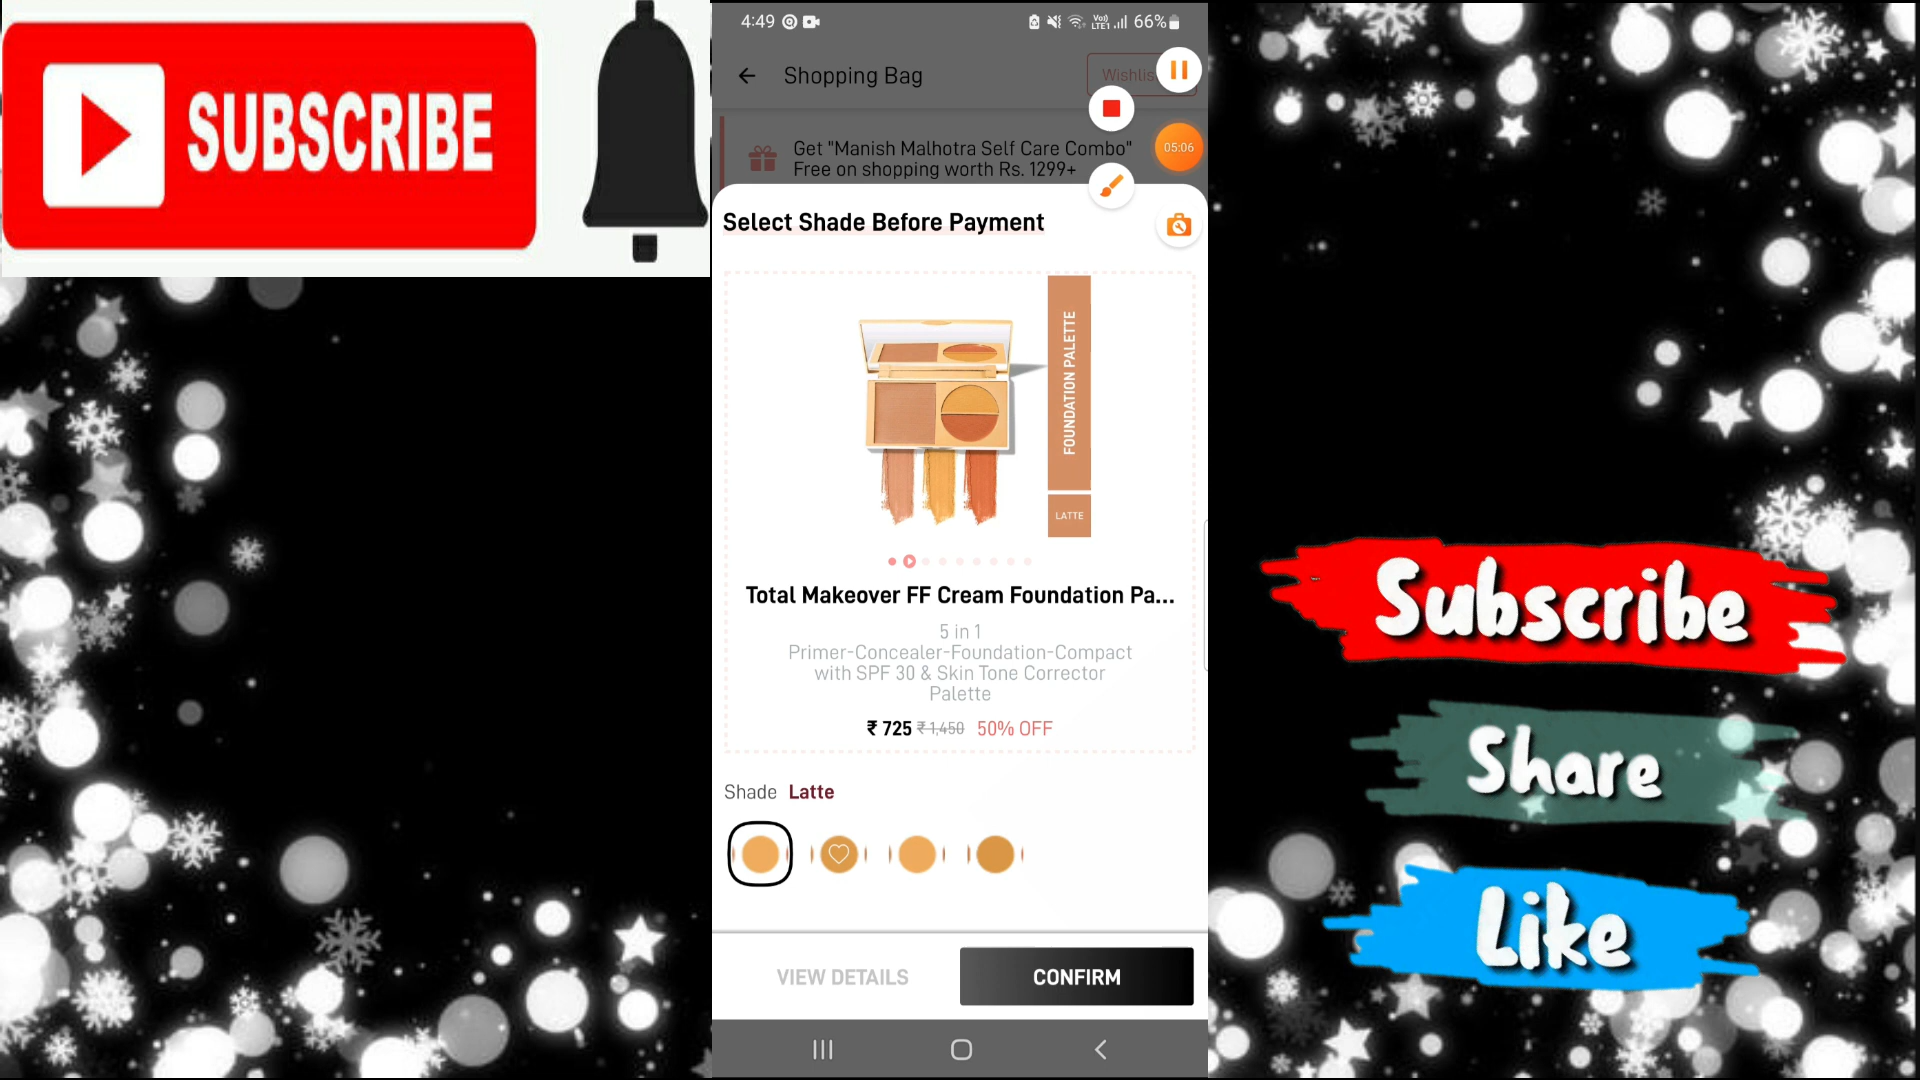 SUBSCRIBE
4:49
Vo))
LTE1
66%
Shopping Bag
Get "Manish Malhotra Self Care Combo"
Free on shopping worth Rs. 1299+
05:06
Select Shade Before Payment
FOUNDATION PALETTE
LATTE
Total Makeover FF Cream Foundation Pa...
5 in 1
Primer-Concealer-Foundation-Compact
with SPF 30 & Skin Tone Corrector
Palette
₹ 725 ₹ 1,450 50% OFF
Shade Latte
VIEW DETAILS
CONFIRM
Subscribe
Share
Like